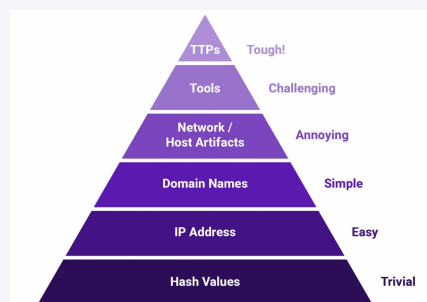 TTPs Tough!
Tools Challenging
Network /
Host Artifacts Annoying
Domain Names Simple
IP Address Easy
Hash Values Trivial